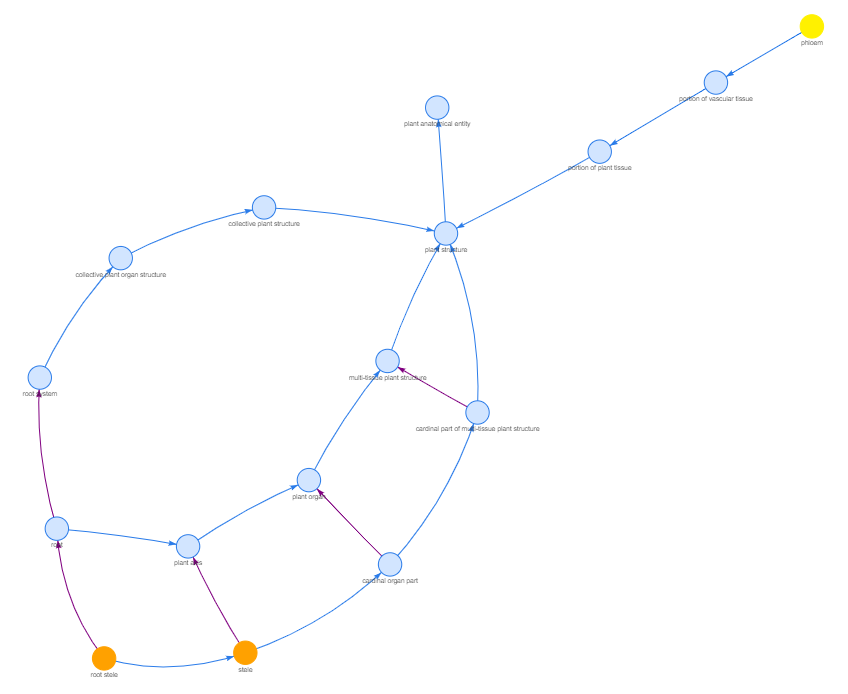 phloem
portion of vascular tissue
plant anatomical entity
portion of plant tissue
collective plant structure
plant structure
collective plant organ structure
multi-tissue plant structure
root system
cardinal part of multi-tissue plant structure
plant organ
root
plant axis
cardinal organ part
stele
root stele